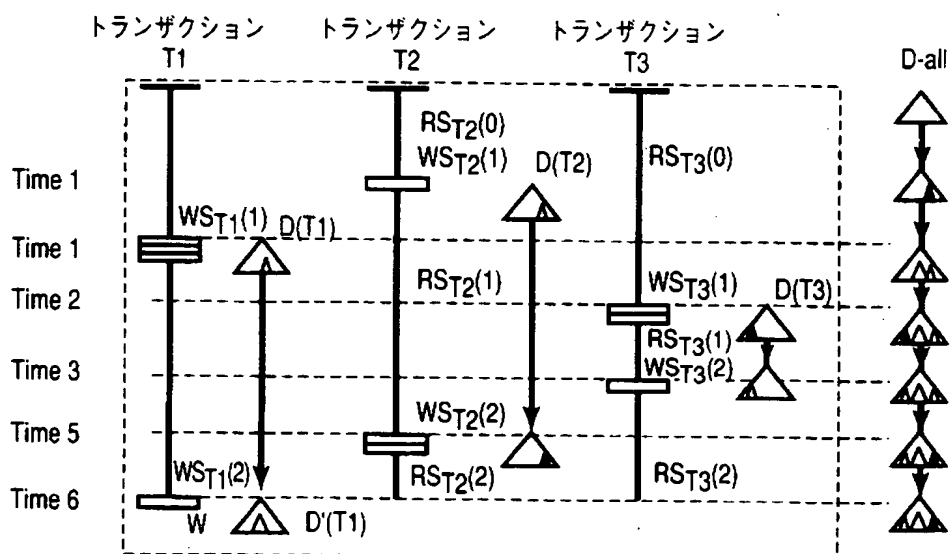 トランザクション トランザクション トランザクション
T1 T2 T3 D-all
RST2(0)
WST2(1) D(T2) RST3(0)
Time 1
WST1(1) D(T1)
Time 1
RST2(1) WST3(1) D(T3)
Time 2
RST3(1)
Time 3 WST3(2)
WST2(2)
Time 5
WST1(2) RST2(2) RST3(2)
Time 6
W D'(T1)